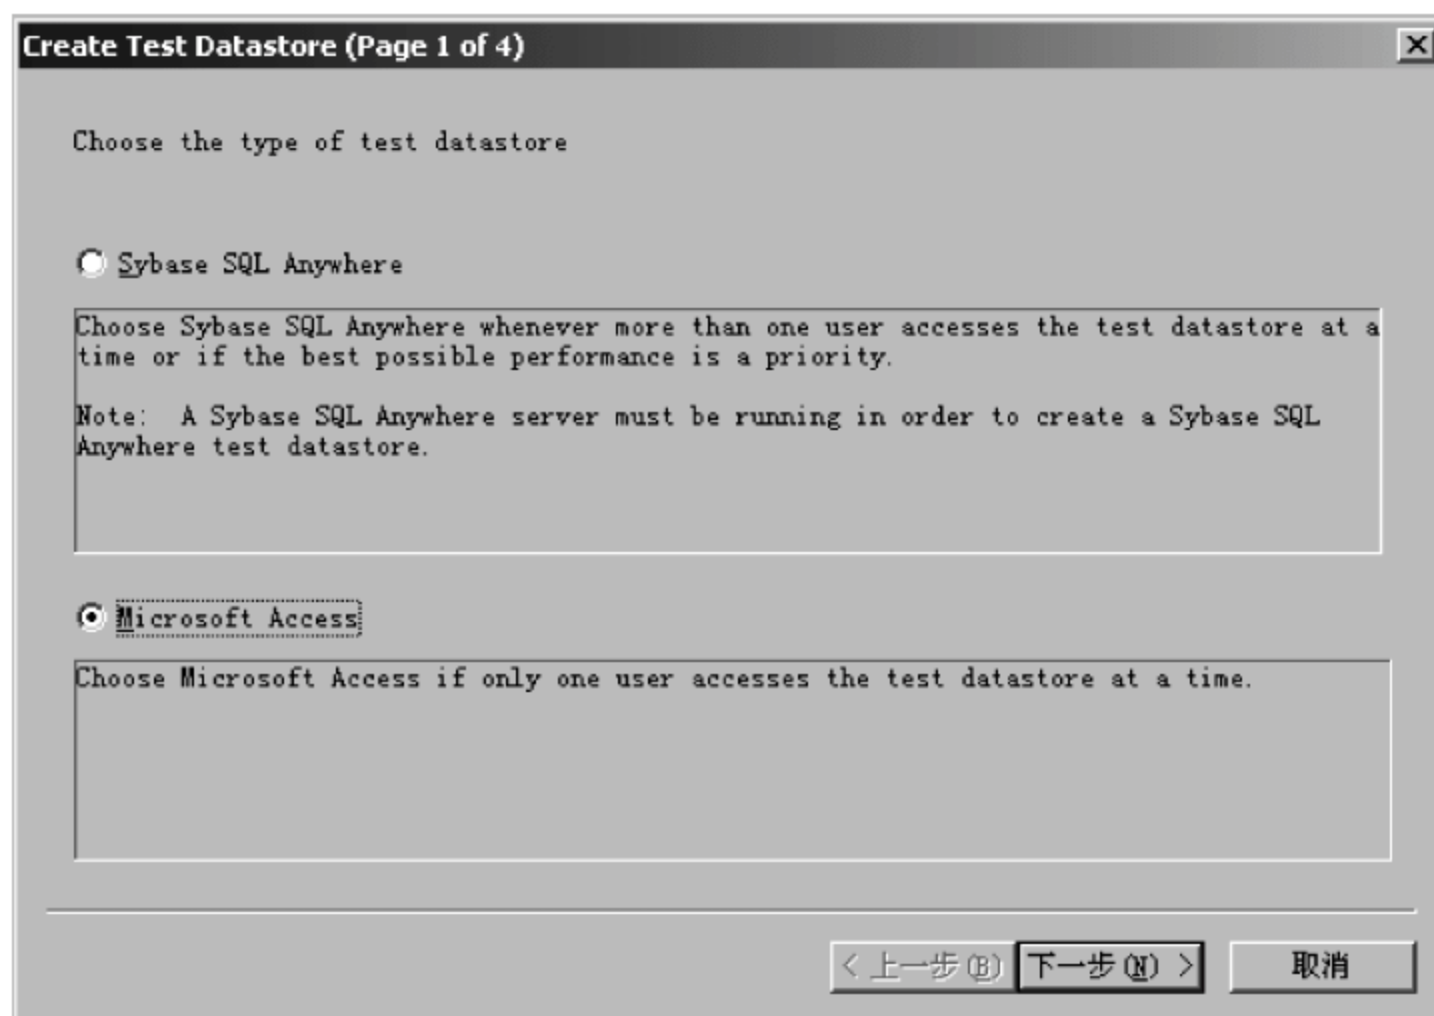 Create Test Datastore (Page 1 of 4)
Choose the type of test datastore
Sybase SQL Anywhere
Choose Sybase SQL Anywhere whenever more than one user accesses the test datastore at a
time or if the best possible performance is a priority.
Note: A Sybase SQL Anywhere server must be running in order to create a Sybase SQL
Anywhere test datastore.
Microsoft Access
Choose Microsoft Access if only one user accesses the test datastore at a time.
< 上一步(B) 下一步(N) > 取消